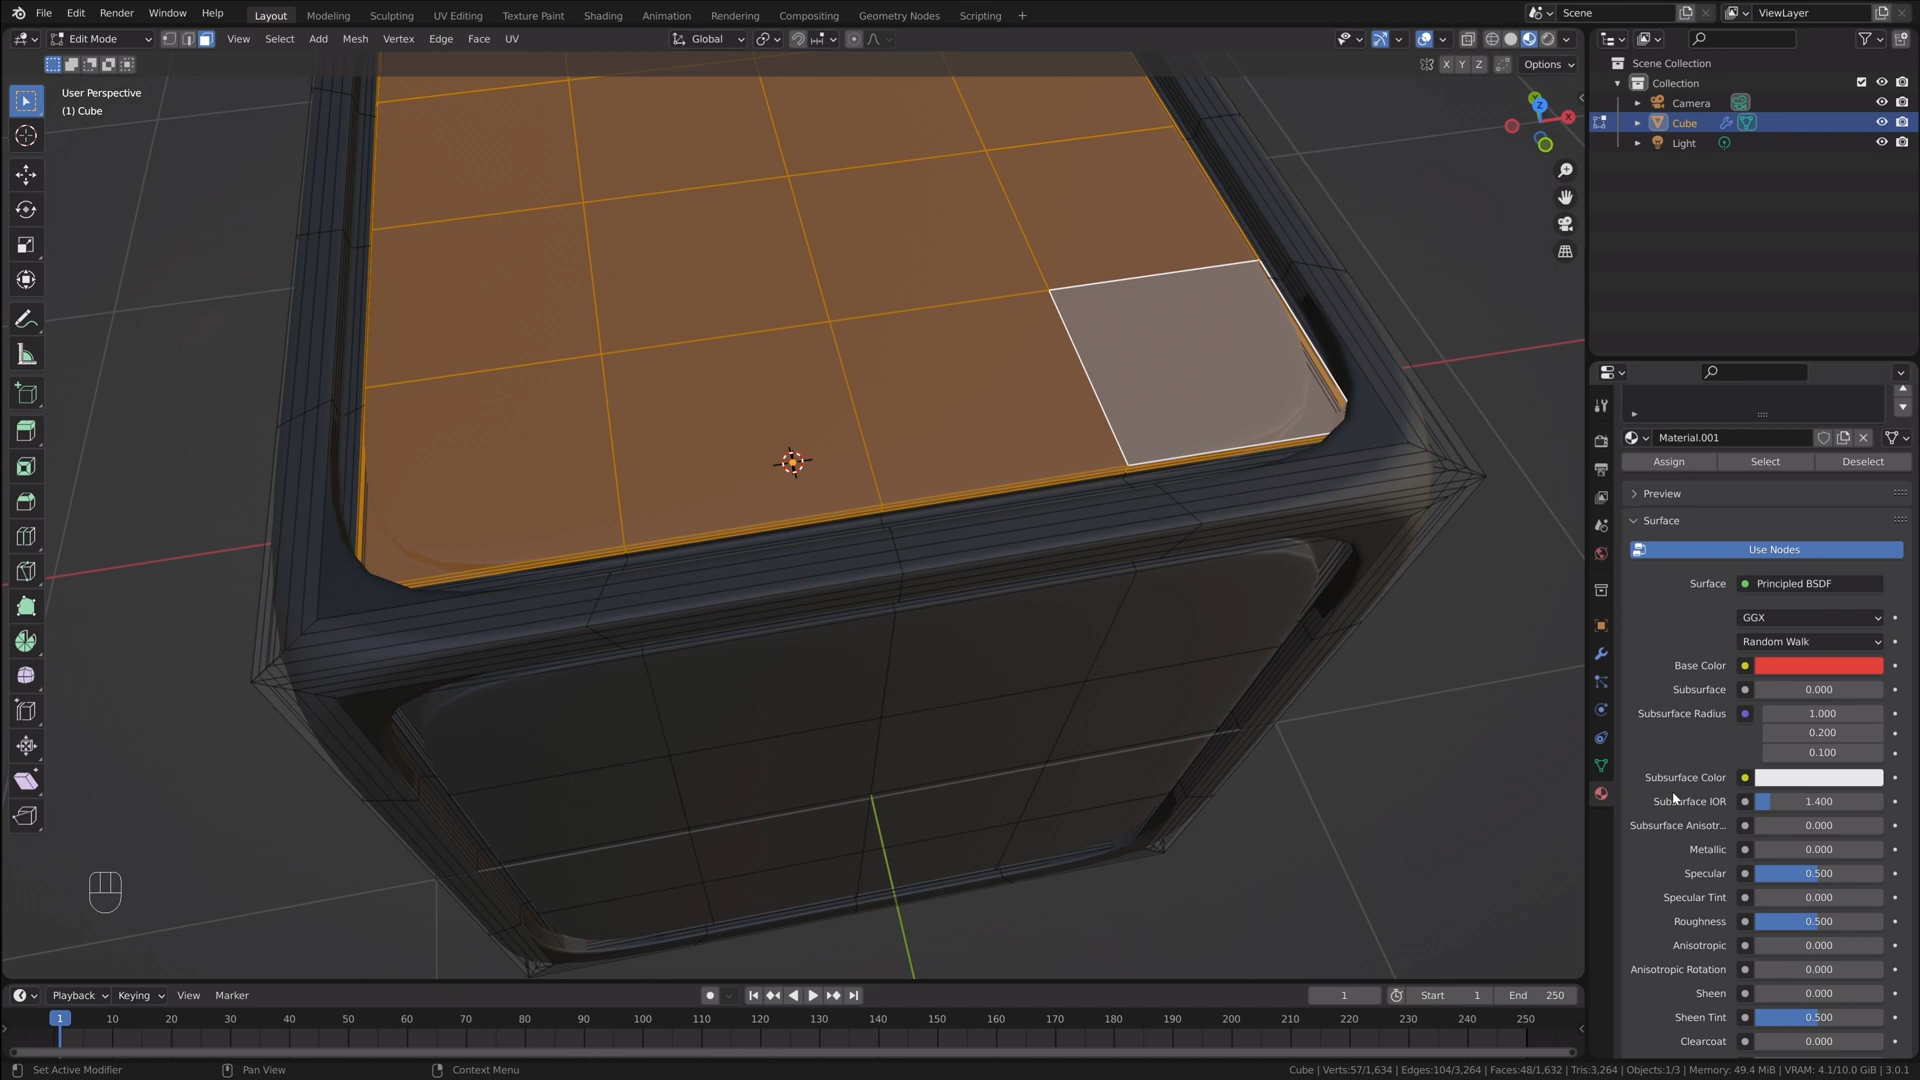 File Edit Render Window Help Layout Modeling Sculpting UV Editing Texture Paint Shading Animation Rendering Compositing Geometry Nodes Scripting + Scene ViewLayer
Edit Mode View Select Add Mesh Vertex Edge Face UV Global
X Y Z Options
User Perspective
(1) Cube
Y
Z
X
Scene Collection
Collection
Camera
Cube
Light
Material.001
Assign Select Deselect
Preview
Surface
Use Nodes
Surface Principled BSDF
GGX
Random Walk
Base Color
Subsurface 0.000
Subsurface Radius 1.000
0.200
0.100
Subsurface Color
Subsurface IOR 1.400
Subsurface Anisotr... 0.000
Metallic 0.000
Specular 0.500
Specular Tint 0.000
Roughness 0.500
Anisotropic 0.000
Anisotropic Rotation 0.000
Sheen 0.000
Sheen Tint 0.500
Clearcoat 0.000
Playback Keying View Marker 1 Start 1 End 250
1 10 20 30 40 50 60 70 80 90 100 110 120 130 140 150 160 170 180 190 200 210 220 230 240 250
Set Active Modifier Pan View Context Menu Cube | Verts:57/1,634 | Edges:104/3,264 | Faces:48/1,632 | Tris:3,264 | Objects:1/3 | Memory: 49.4 MiB | VRAM: 4.1/10.0 GiB | 3.0.1